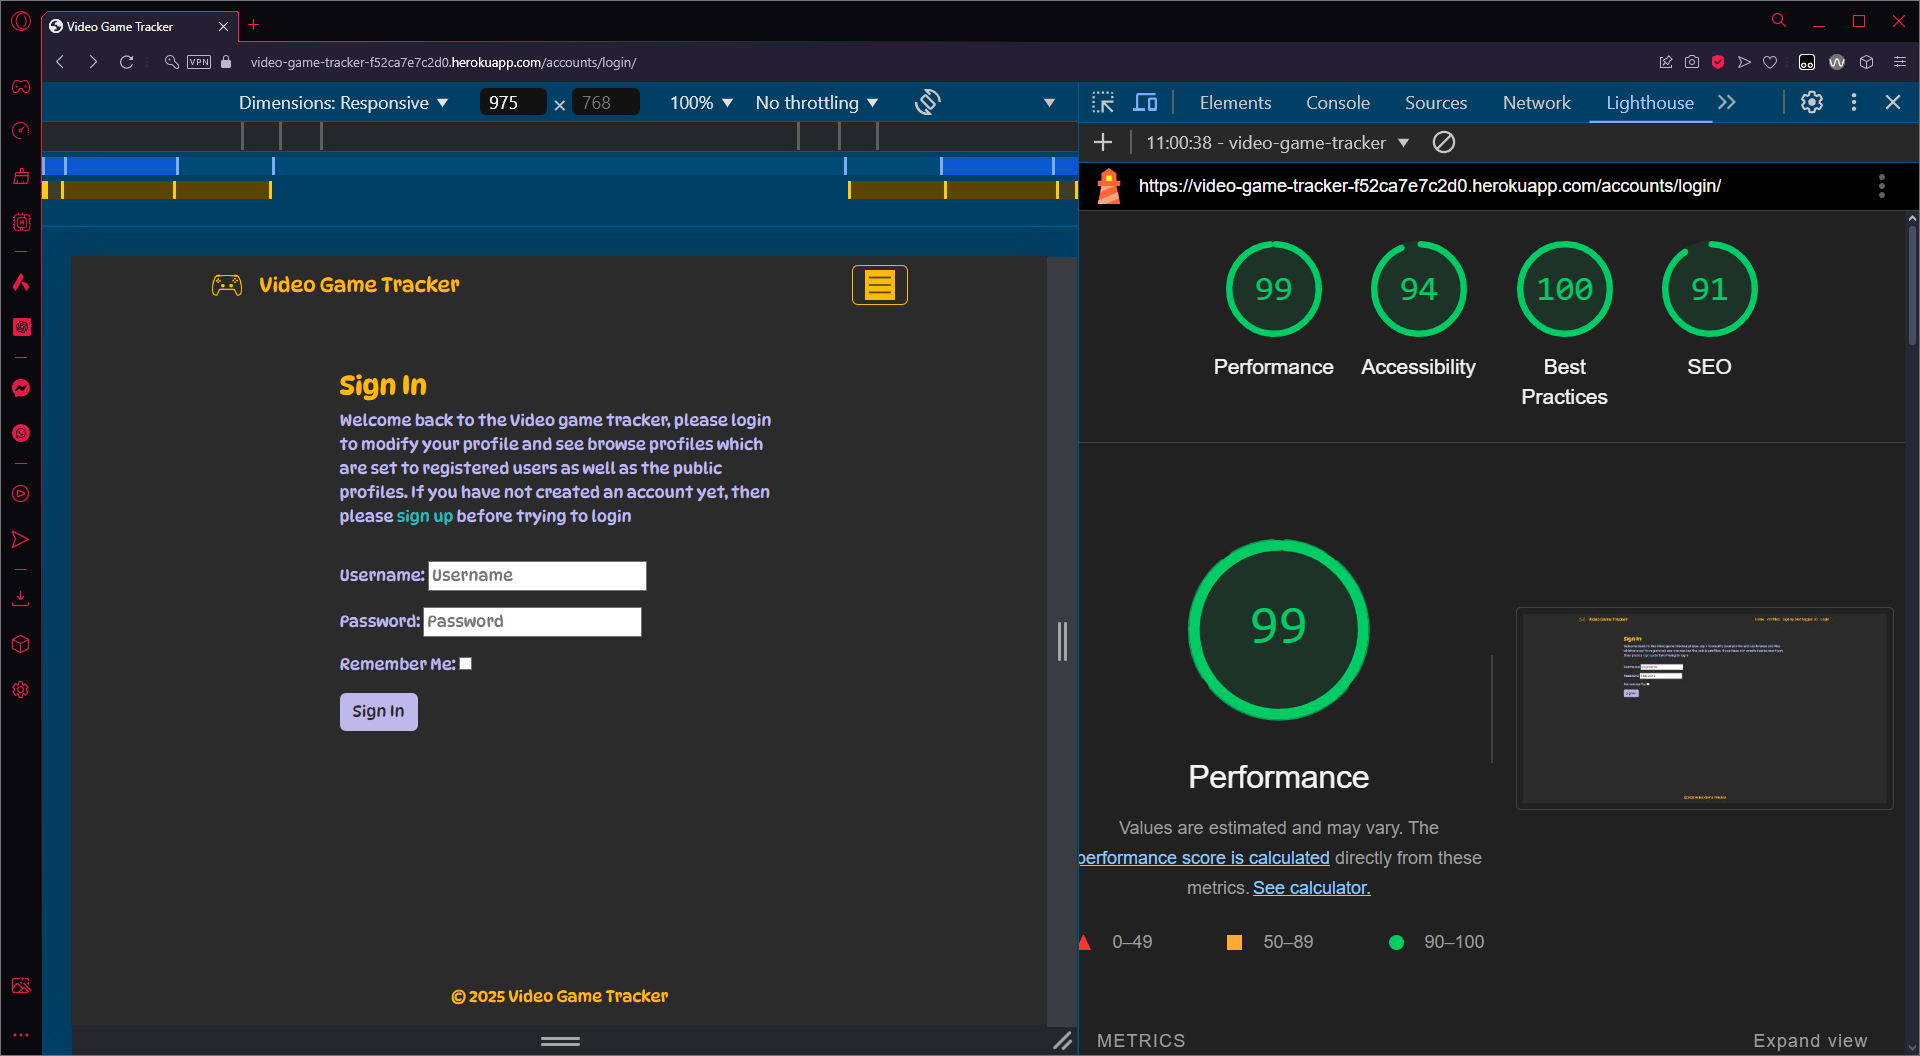 Video Game Tracker
VPN
video-game-tracker-f52ca7e7c2d0.herokuapp.com/accounts/login/
Dimensions: Responsive
975 × 768
100%
No throttling
Elements
Console
Sources
Network
Lighthouse
11:00:38 - video-game-tracker
https://video-game-tracker-f52ca7e7c2d0.herokuapp.com/accounts/login/
Video Game Tracker
Sign In
Welcome back to the Video game tracker, please login
to modify your profile and see browse profiles which
are set to registered users as well as the public
profiles. If you have not created an account yet, then
please sign up before trying to login
Username: Username
Password: Password
Remember Me:
Sign In
© 2025 Video Game Tracker
99
94
100
91
Performance
Accessibility
Best
Practices
SEO
99
Performance
Values are estimated and may vary. The
performance score is calculated directly from these
metrics. See calculator.
0–49
50–89
90–100
METRICS
Expand view